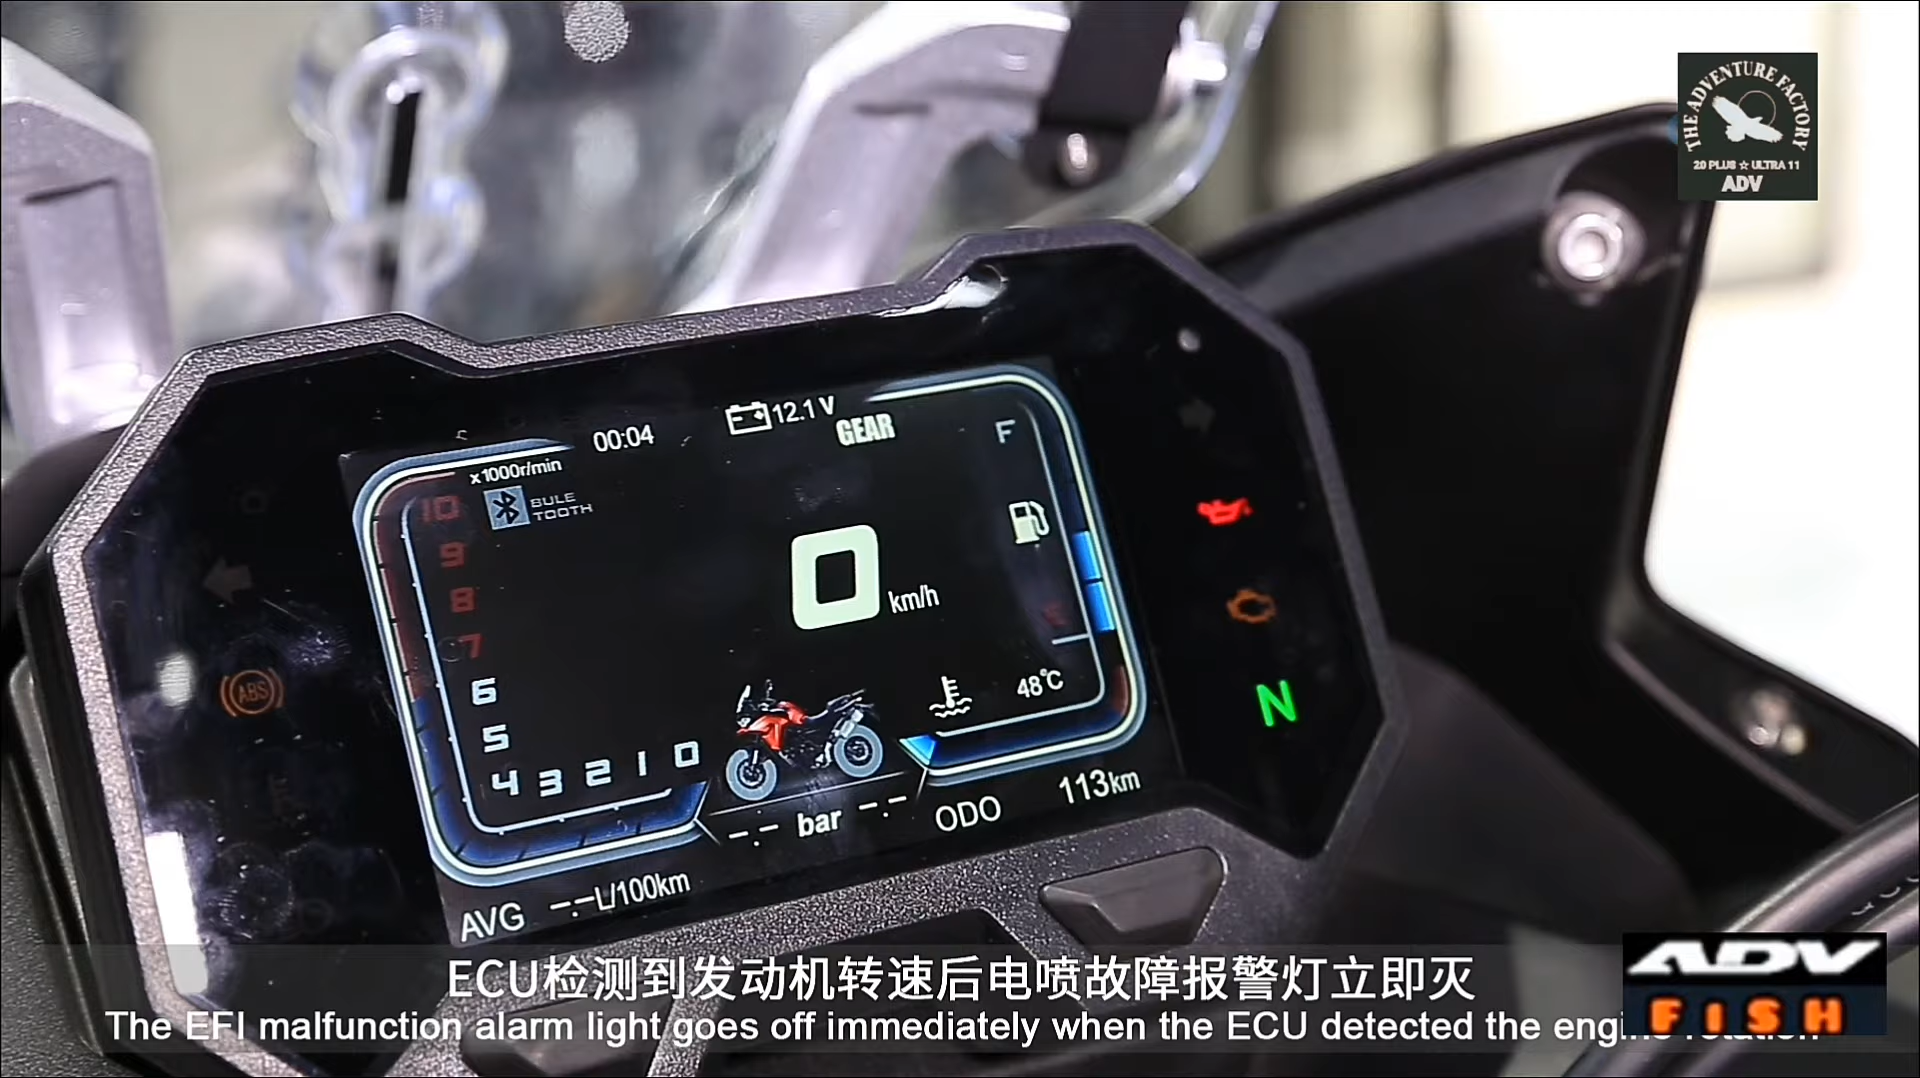 THE ADVENTURE FACTORY
20 PLUS ☆ ULTRA 11
ADV
00:04
12.1 V
GEAR
x1000r/min
BULE
TOOTH
F
10
9
8
7
6
5
4 3 2 1 0
0 km/h
E
48℃
ABS
N
-- bar --
ODO 113km
AVG --.--L/100km
ECU检测到发动机转速后电喷故障报警灯立即灭
The EFI malfunction alarm light goes off immediately when the ECU detected the engine rotation
ADV
FISH